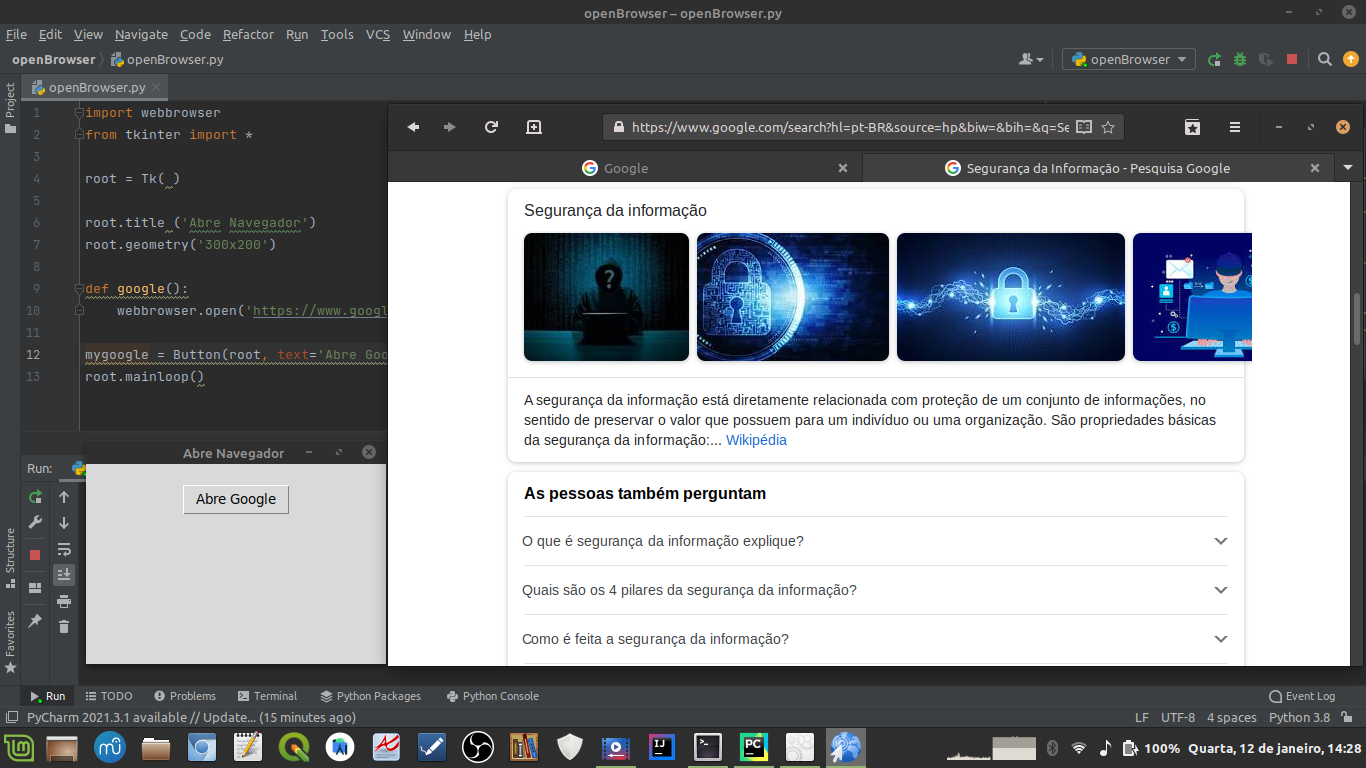 openBrowser – openBrowser.py
File Edit View Navigate Code Refactor Run Tools VCS Window Help
openBrowser openBrowser.py openBrowser
Project
openBrowser.py
1 import webbrowser
2 from tkinter import *
3
4 root = Tk( )
5
6 root.title ('Abre Navegador')
7 root.geometry('300x200')
8
9 def google():
10 webbrowser.open('https://www.googl
11
12 mygoogle = Button(root, text='Abre Goo
13 root.mainloop()
https://www.google.com/search?hl=pt-BR&source=hp&biw=&bih=&q=Se
Google
Segurança da Informação - Pesquisa Google
Segurança da informação
?
A segurança da informação está diretamente relacionada com proteção de um conjunto de informações, no
sentido de preservar o valor que possuem para um indivíduo ou uma organização. São propriedades básicas
da segurança da informação:... Wikipédia
As pessoas também perguntam
O que é segurança da informação explique?
Quais são os 4 pilares da segurança da informação?
Como é feita a segurança da informação?
Run:
Abre Navegador
Abre Google
Structure
Favorites
Run TODO Problems Terminal Python Packages Python Console Event Log
PyCharm 2021.3.1 available // Update... (15 minutes ago) LF UTF-8 4 spaces Python 3.8
IJ PC 100% Quarta, 12 de janeiro, 14:28